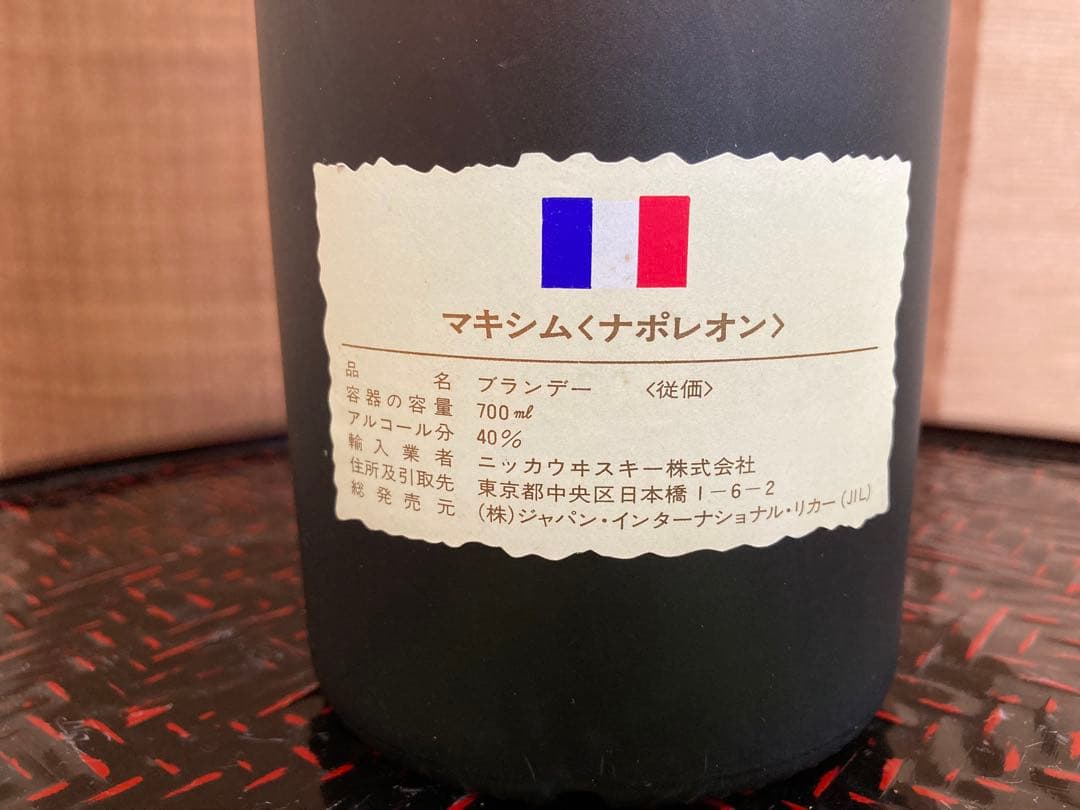 マキシム〈ナポレオン〉
品名 ブランデー 〈従価〉
容器の容量 700ml
アルコール分 40%
輸入業者 ニッカウヰスキー株式会社
住所及引取先 東京都中央区日本橋1-6-2
総発売元 (株)ジャパン・インターナショナル・リカー(JIL)